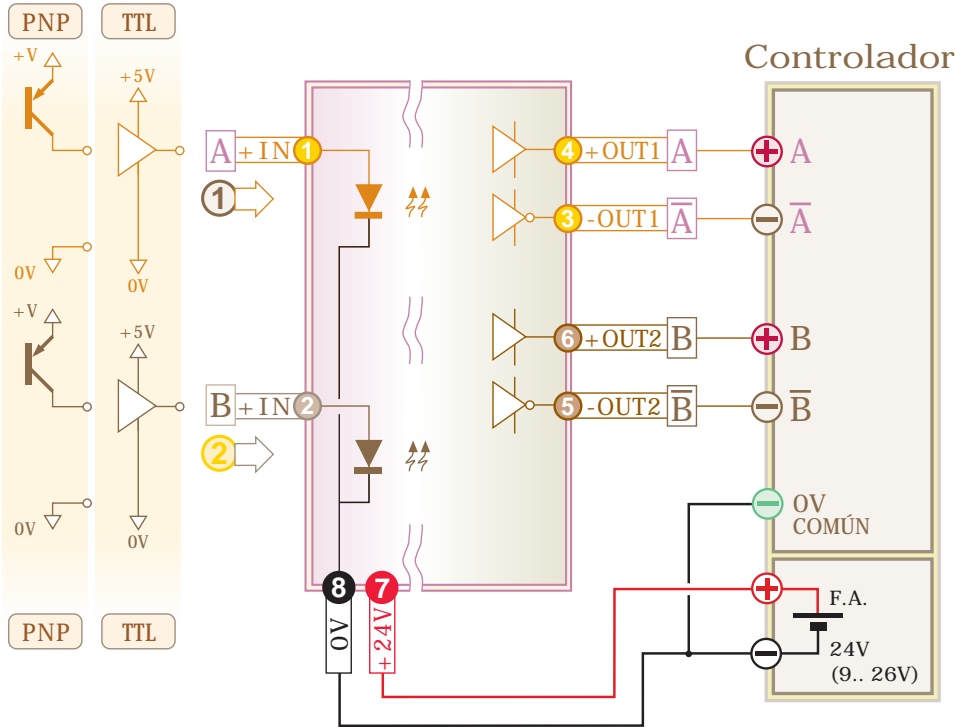 PNP TTL
Controlador
+V
+5V
A +IN 1
4 +OUT1 A
+ A
1
3 -OUT1 A̅
− A̅
0V
0V
+V
+5V
6 +OUT2 B
+ B
B +IN 2
5 -OUT2 B̅
− B̅
2
0V
0V
− 0V
COMÚN
8 7
0V
+24V
+
F.A.
−
24V
(9.. 26V)
PNP TTL